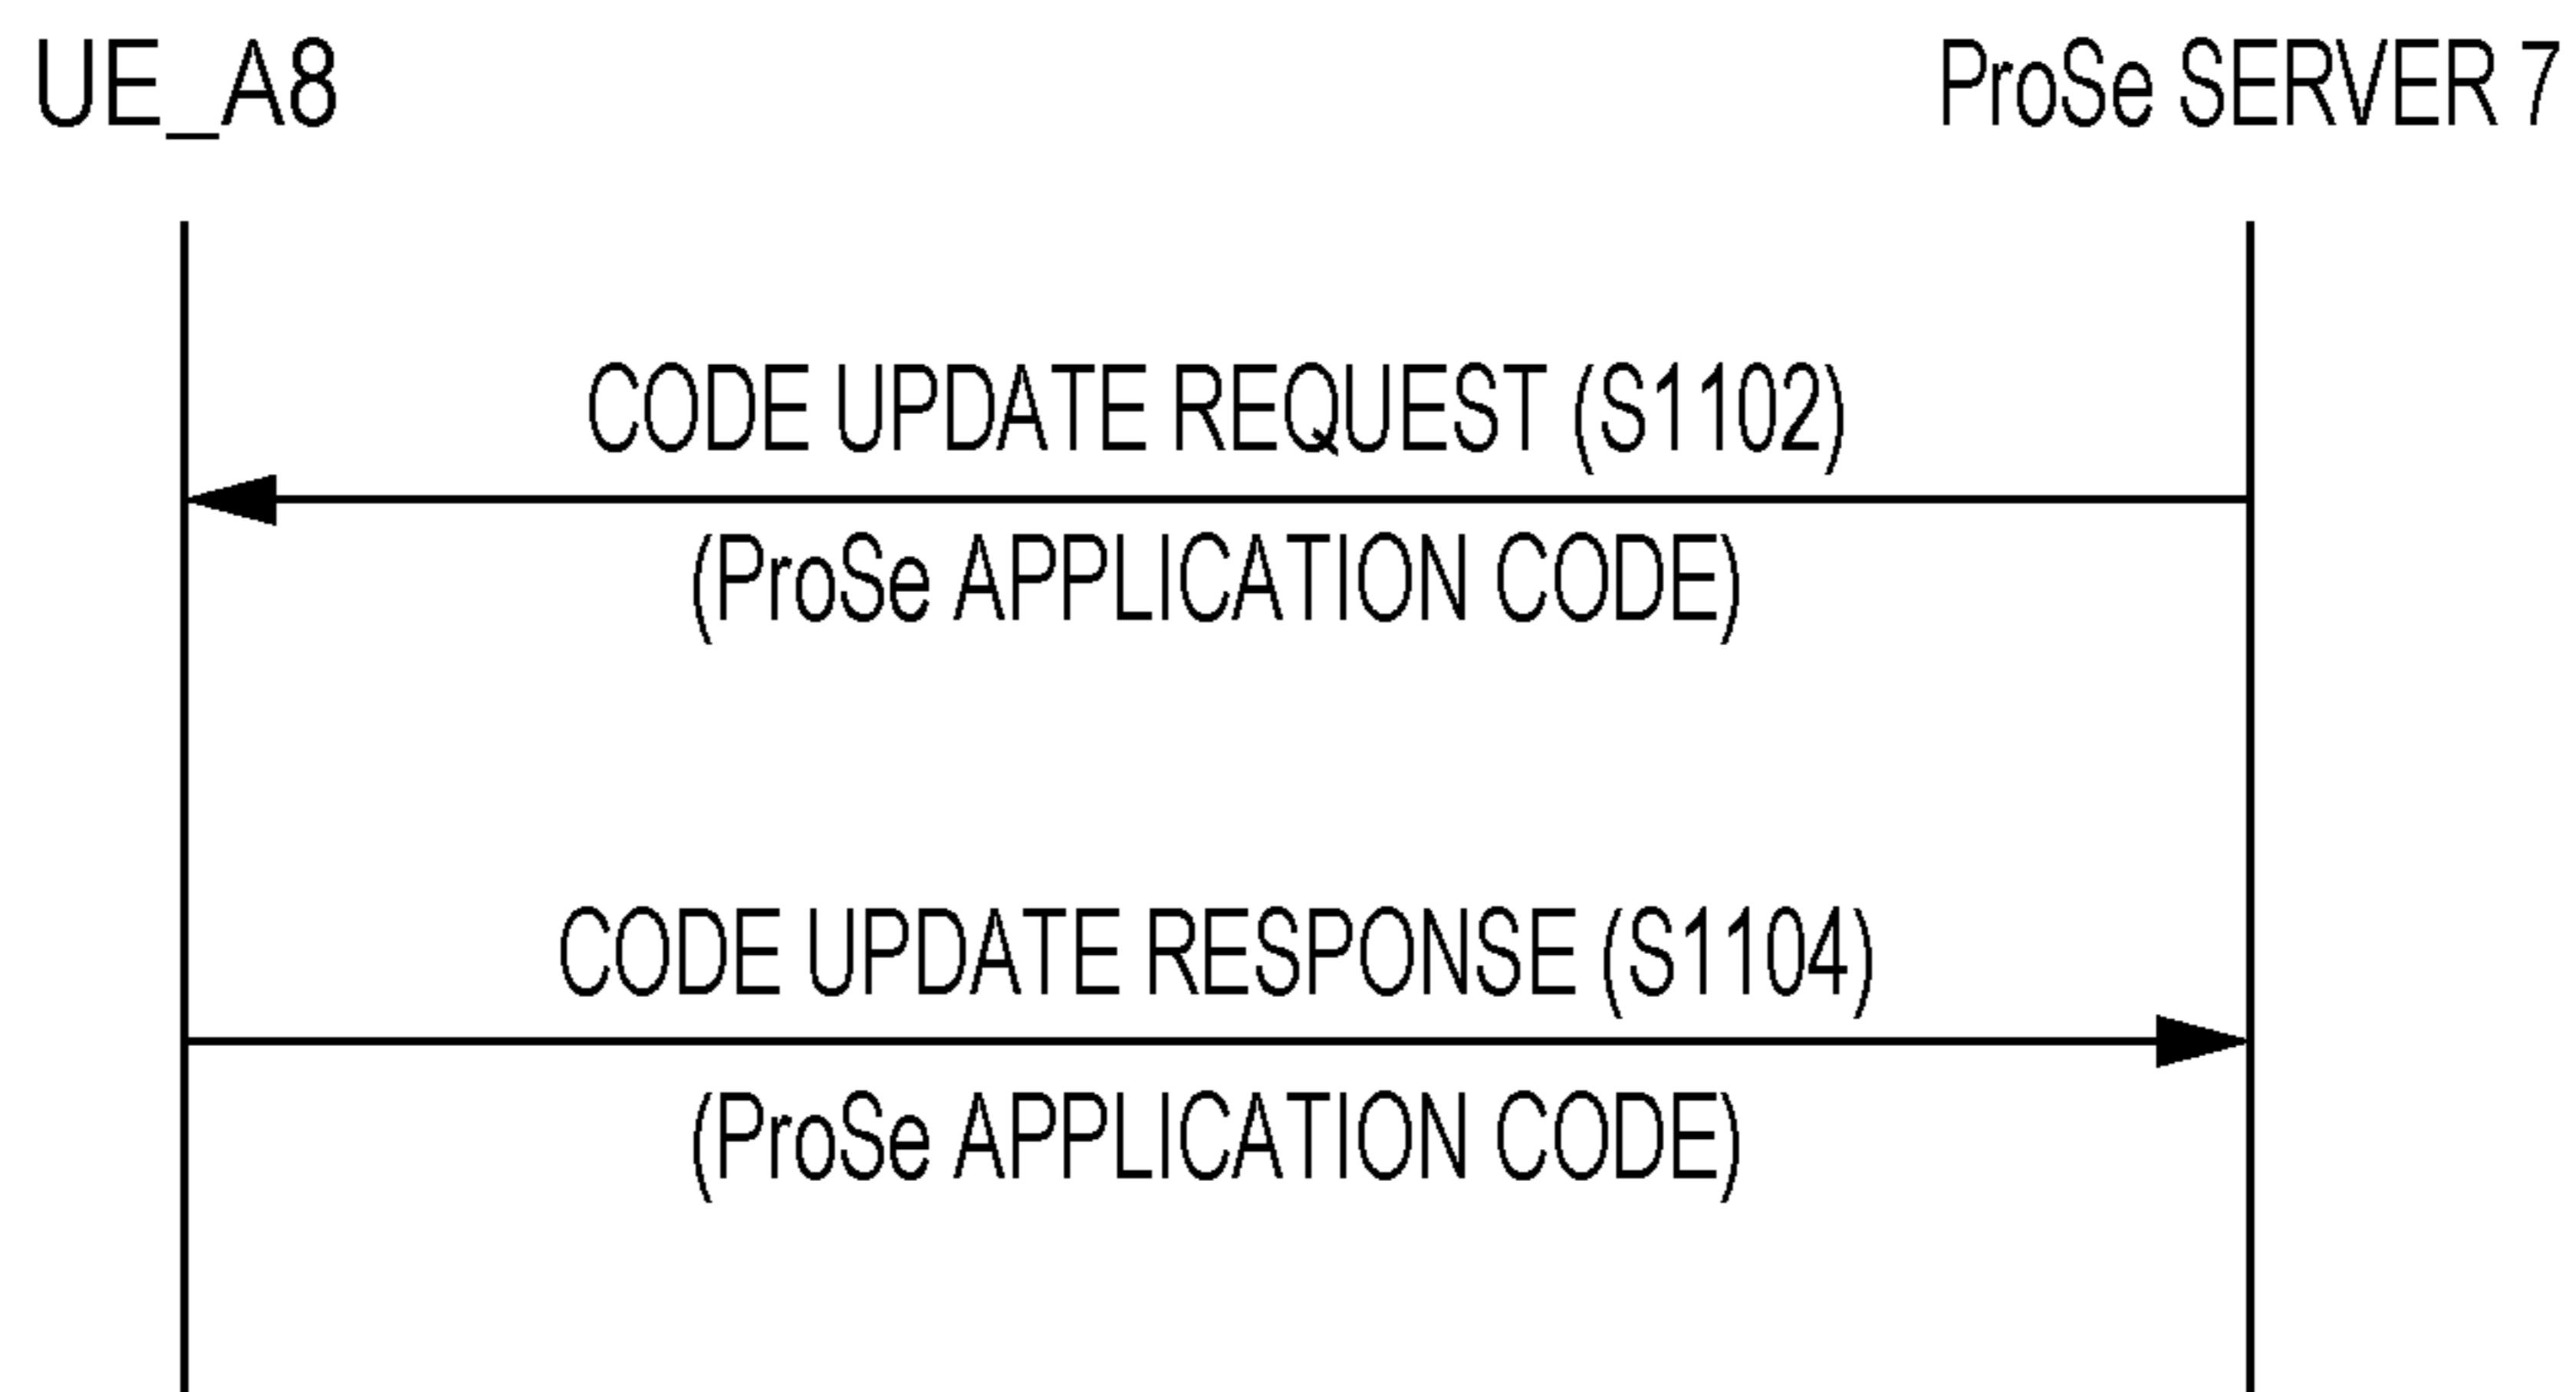 UE_A8
ProSe SERVER 7
CODE UPDATE REQUEST (S1102)
(ProSe APPLICATION CODE)
CODE UPDATE RESPONSE (S1104)
(ProSe APPLICATION CODE)